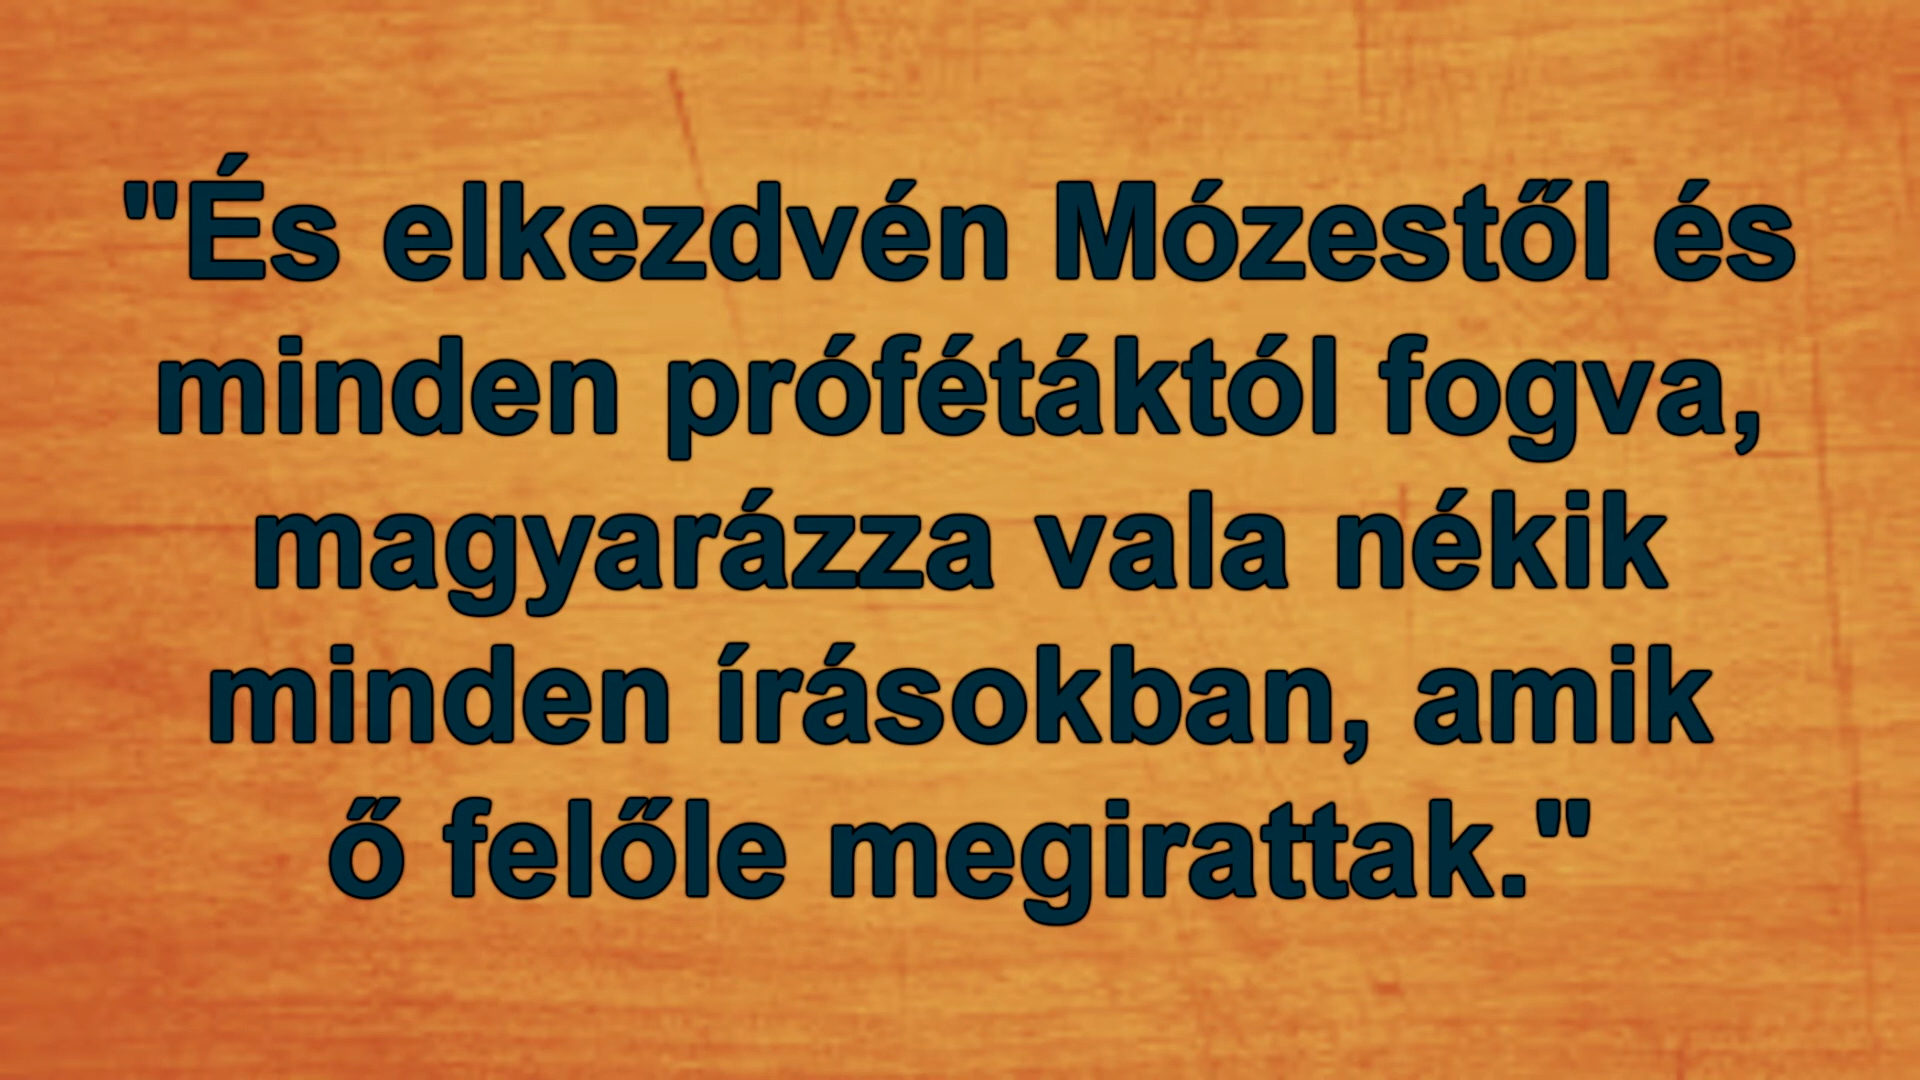 "És elkezdvén Mózestől és
minden prófétáktól fogva,
magyarázza vala nékik
minden írásokban, amik
ő felőle megirattak."